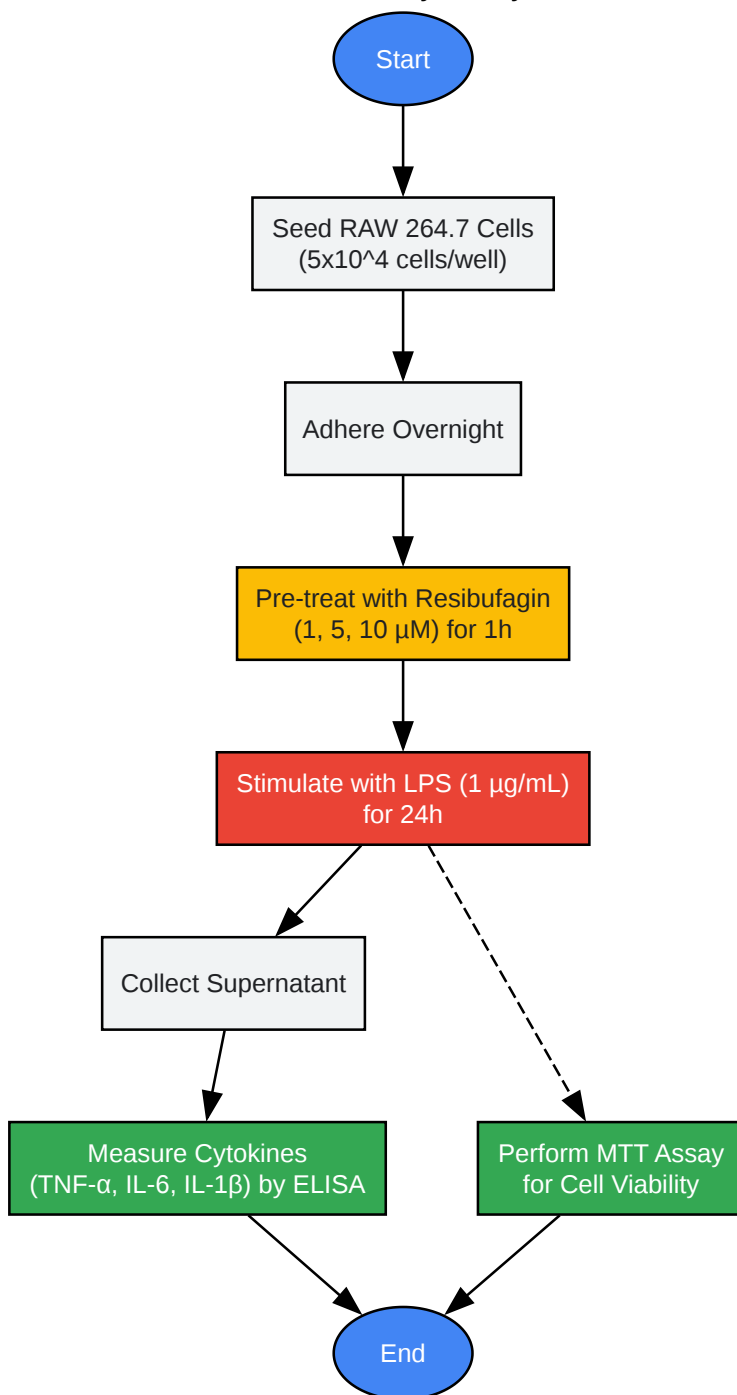 Start
Seed RAW 264.7 Cells
(5x10^4 cells/well)
Adhere Overnight
Pre-treat with Resibufagin
(1, 5, 10 µM) for 1h
Stimulate with LPS (1 µg/mL)
for 24h
Collect Supernatant
Measure Cytokines
(TNF-α, IL-6, IL-1β) by ELISA
Perform MTT Assay
for Cell Viability
End